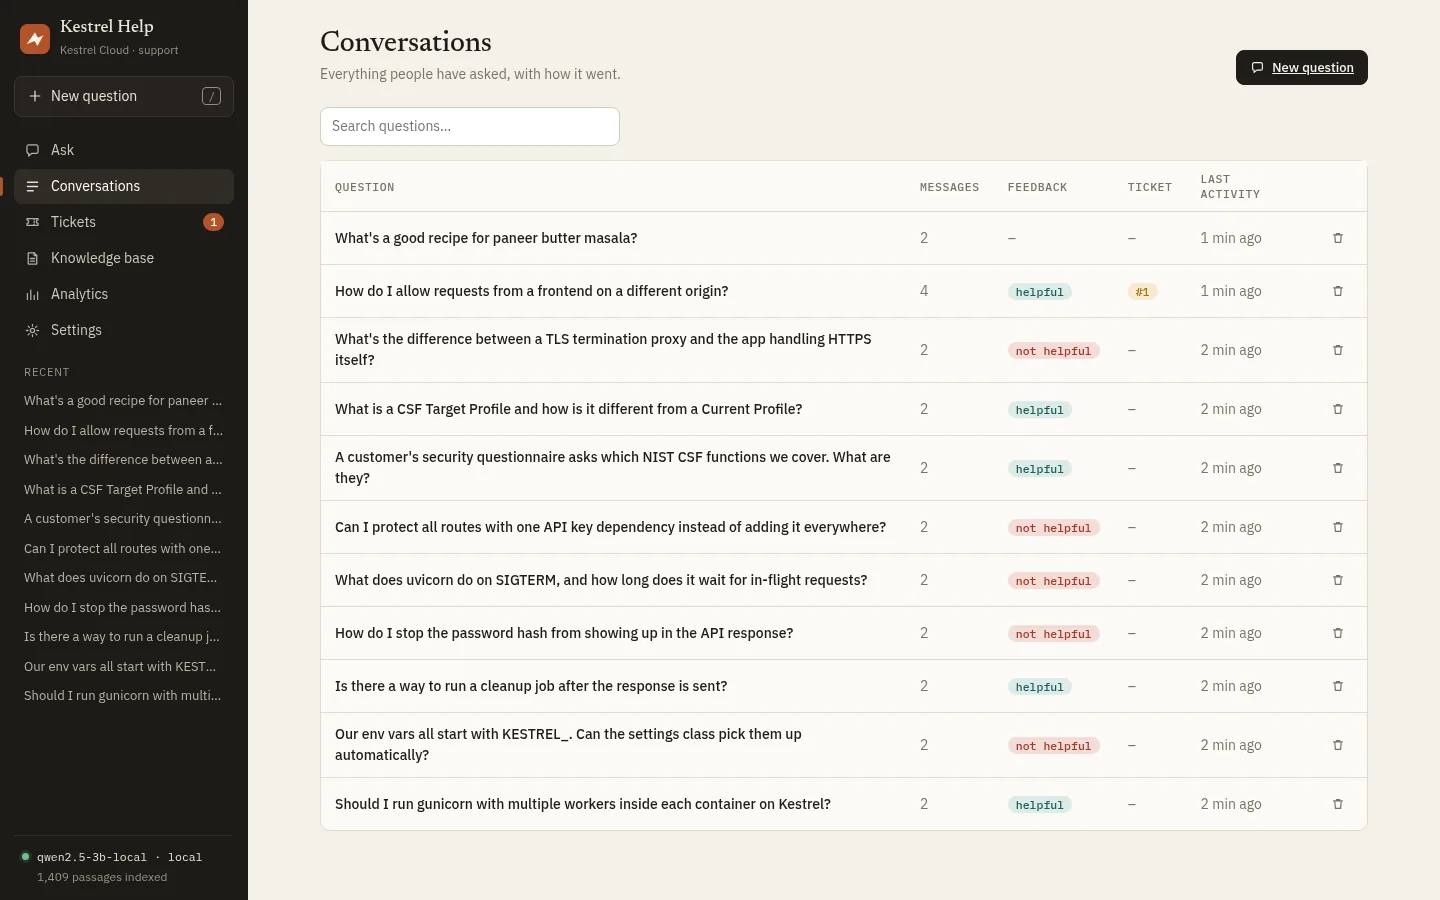 Kestrel Help
Kestrel Cloud · support
New question /
Ask
Conversations
Tickets 1
Knowledge base
Analytics
Settings
RECENT
What's a good recipe for paneer ...
How do I allow requests from a f...
What's the difference between a...
What is a CSF Target Profile and ...
A customer's security questionn...
Can I protect all routes with one...
What does uvicorn do on SIGTE...
How do I stop the password has...
Is there a way to run a cleanup j...
Our env vars all start with KEST...
Should I run gunicorn with multi...
qwen2.5-3b-local · local
1,409 passages indexed
Conversations
Everything people have asked, with how it went.
New question
Search questions...
QUESTION MESSAGES FEEDBACK TICKET LAST
ACTIVITY
What's a good recipe for paneer butter masala? 2 – – 1 min ago
How do I allow requests from a frontend on a different origin? 4 helpful #1 1 min ago
What's the difference between a TLS termination proxy and the app handling HTTPS
itself? 2 not helpful – 2 min ago
What is a CSF Target Profile and how is it different from a Current Profile? 2 helpful – 2 min ago
A customer's security questionnaire asks which NIST CSF functions we cover. What are
they? 2 helpful – 2 min ago
Can I protect all routes with one API key dependency instead of adding it everywhere? 2 not helpful – 2 min ago
What does uvicorn do on SIGTERM, and how long does it wait for in-flight requests? 2 not helpful – 2 min ago
How do I stop the password hash from showing up in the API response? 2 not helpful – 2 min ago
Is there a way to run a cleanup job after the response is sent? 2 helpful – 2 min ago
Our env vars all start with KESTREL_. Can the settings class pick them up
automatically? 2 not helpful – 2 min ago
Should I run gunicorn with multiple workers inside each container on Kestrel? 2 helpful – 2 min ago